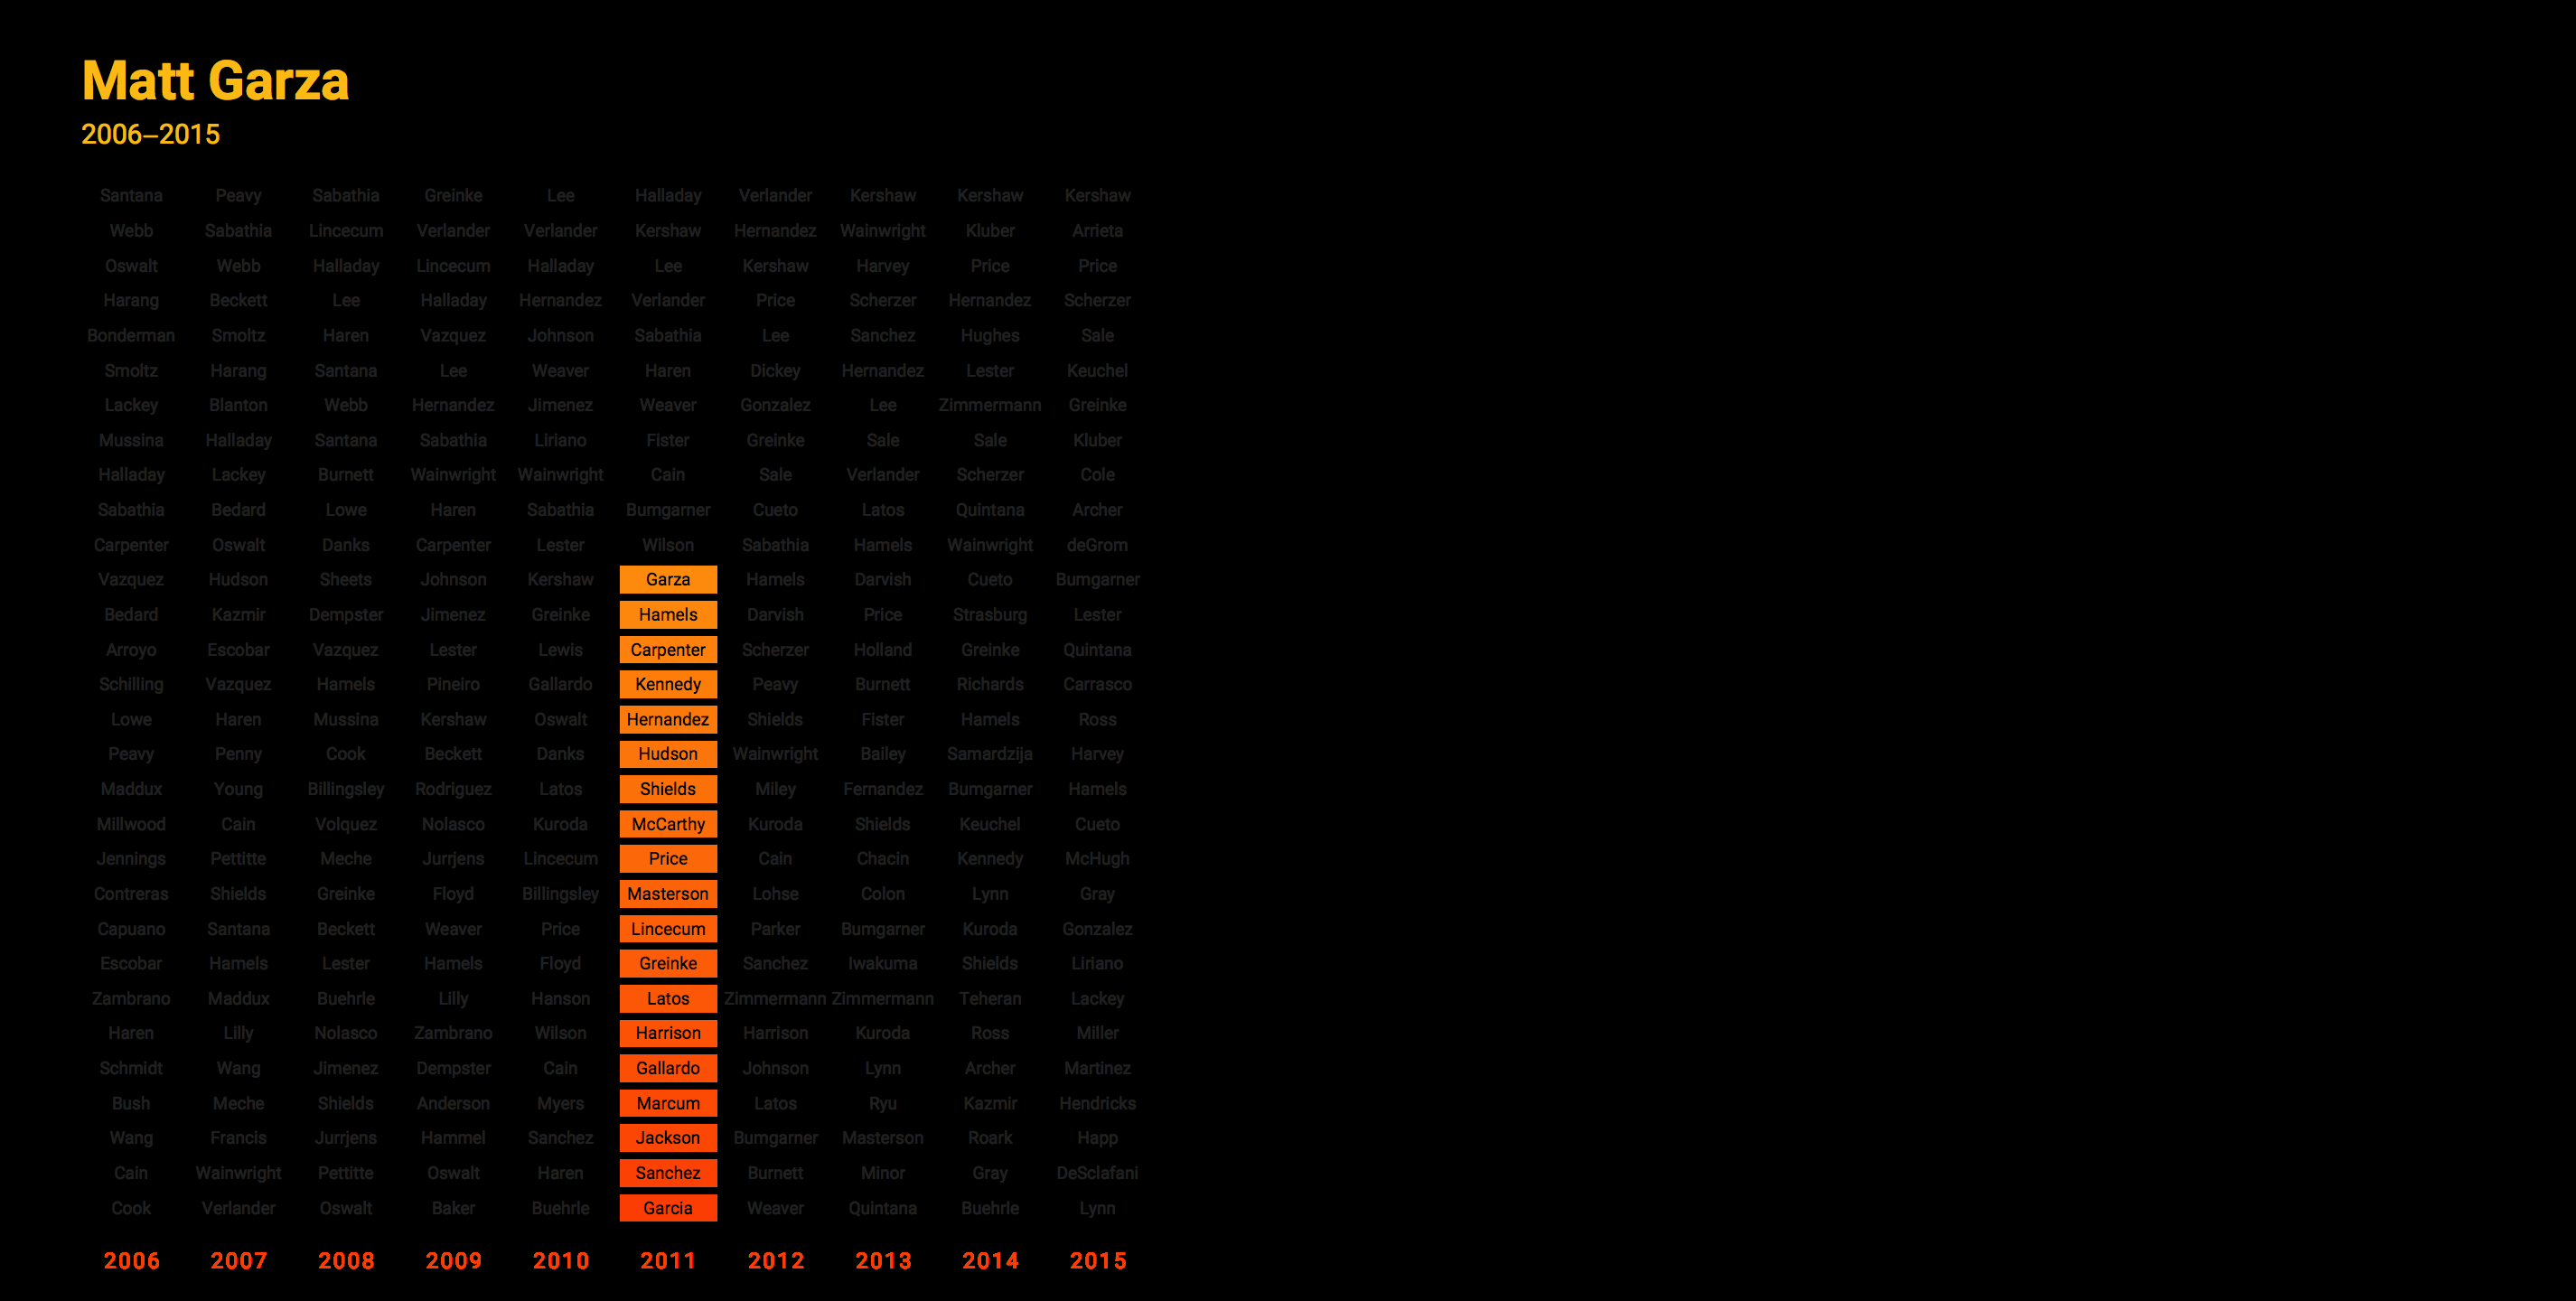 Matt Garza
2006–2015
Santana Peavy Sabathia Greinke Lee Halladay Verlander Kershaw Kershaw Kershaw
Webb Sabathia Lincecum Verlander Verlander Kershaw Hernandez Wainwright Kluber Arrieta
Oswalt Webb Halladay Lincecum Halladay Lee Kershaw Harvey Price Price
Harang Beckett Lee Halladay Hernandez Verlander Price Scherzer Hernandez Scherzer
Bonderman Smoltz Haren Vazquez Johnson Sabathia Lee Sanchez Hughes Sale
Smoltz Harang Santana Lee Weaver Haren Dickey Hernandez Lester Keuchel
Lackey Blanton Webb Hernandez Jimenez Weaver Gonzalez Lee Zimmermann Greinke
Mussina Halladay Santana Sabathia Liriano Fister Greinke Sale Sale Kluber
Halladay Lackey Burnett Wainwright Wainwright Cain Sale Verlander Scherzer Cole
Sabathia Bedard Lowe Haren Sabathia Bumgarner Cueto Latos Quintana Archer
Carpenter Oswalt Danks Carpenter Lester Wilson Sabathia Hamels Wainwright deGrom
Vazquez Hudson Sheets Johnson Kershaw Garza Hamels Darvish Cueto Bumgarner
Bedard Kazmir Dempster Jimenez Greinke Hamels Darvish Price Strasburg Lester
Arroyo Escobar Vazquez Lester Lewis Carpenter Scherzer Holland Greinke Quintana
Schilling Vazquez Hamels Pineiro Gallardo Kennedy Peavy Burnett Richards Carrasco
Lowe Haren Mussina Kershaw Oswalt Hernandez Shields Fister Hamels Ross
Peavy Penny Cook Beckett Danks Hudson Wainwright Bailey Samardzija Harvey
Maddux Young Billingsley Rodriguez Latos Shields Miley Fernandez Bumgarner Hamels
Millwood Cain Volquez Nolasco Kuroda McCarthy Kuroda Shields Keuchel Cueto
Jennings Pettitte Meche Jurrjens Lincecum Price Cain Chacin Kennedy McHugh
Contreras Shields Greinke Floyd Billingsley Masterson Lohse Colon Lynn Gray
Capuano Santana Beckett Weaver Price Lincecum Parker Bumgarner Kuroda Gonzalez
Escobar Hamels Lester Hamels Floyd Greinke Sanchez Iwakuma Shields Liriano
Zambrano Maddux Buehrle Lilly Hanson Latos Zimmermann Zimmermann Teheran Lackey
Haren Lilly Nolasco Zambrano Wilson Harrison Harrison Kuroda Ross Miller
Schmidt Wang Jimenez Dempster Cain Gallardo Johnson Lynn Archer Martinez
Bush Meche Shields Anderson Myers Marcum Latos Ryu Kazmir Hendricks
Wang Francis Jurrjens Hammel Sanchez Jackson Bumgarner Masterson Roark Happ
Cain Wainwright Pettitte Oswalt Haren Sanchez Burnett Minor Gray DeSclafani
Cook Verlander Oswalt Baker Buehrle Garcia Weaver Quintana Buehrle Lynn
2006 2007 2008 2009 2010 2011 2012 2013 2014 2015